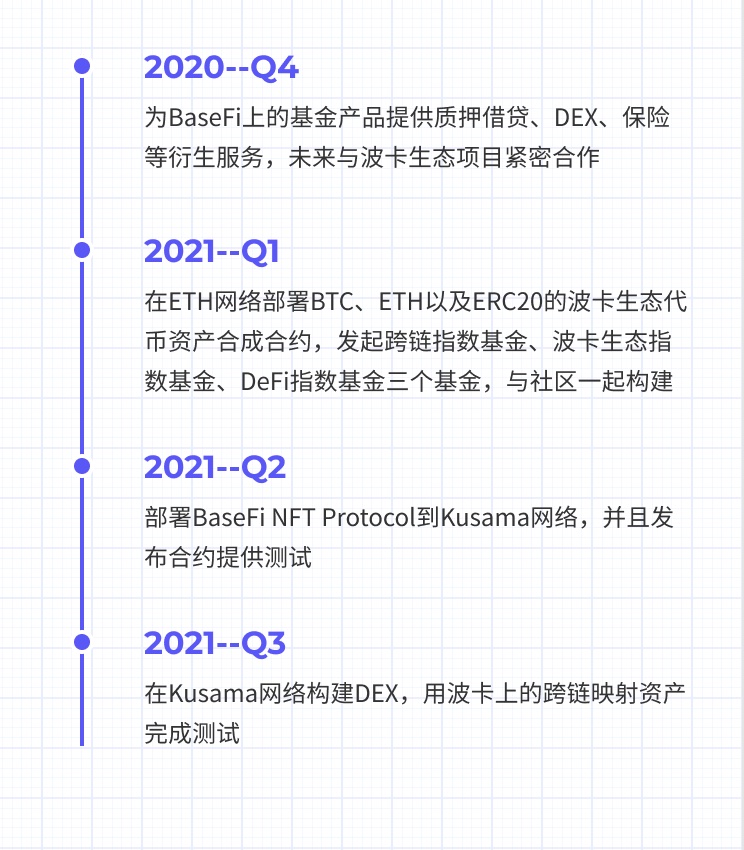 2020--Q4
为BaseFi上的基金产品提供质押借贷、DEX、保险
等衍生服务，未来与波卡生态项目紧密合作
2021--Q1
在ETH网络部署BTC、ETH以及ERC20的波卡生态代
币资产合成合约，发起跨链指数基金、波卡生态指
数基金、DeFi指数基金三个基金，与社区一起构建
2021--Q2
部署BaseFi NFT Protocol到Kusama网络，并且发
布合约提供测试
2021--Q3
在Kusama网络构建DEX，用波卡上的跨链映射资产
完成测试